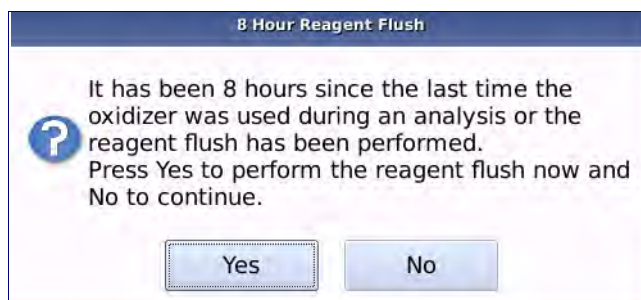 8 Hour Reagent Flush
It has been 8 hours since the last time the
oxidizer was used during an analysis or the
reagent flush has been performed.
Press Yes to perform the reagent flush now and
No to continue.
Yes
No